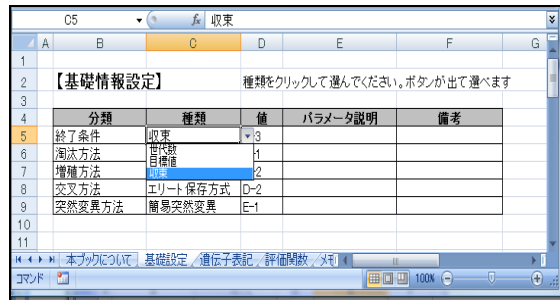 C5 fx 収束
A B C D E F G
1
2 【基礎情報設定】 種類をクリックして選んでください。ボタンが出て選べます
3
4 分類 種類 値 パラメータ説明 備考
5 終了条件 収束 3
世代数
6 淘汰方法 目標値 -1
7 増殖方法 収束 -2
8 交叉方法 エリート保存方式 D-2
9 突然変異方法 簡易突然変異 E-1
10
11
本ブックについて 基礎設定 遺伝子表記 評価関数
コマンド 100%